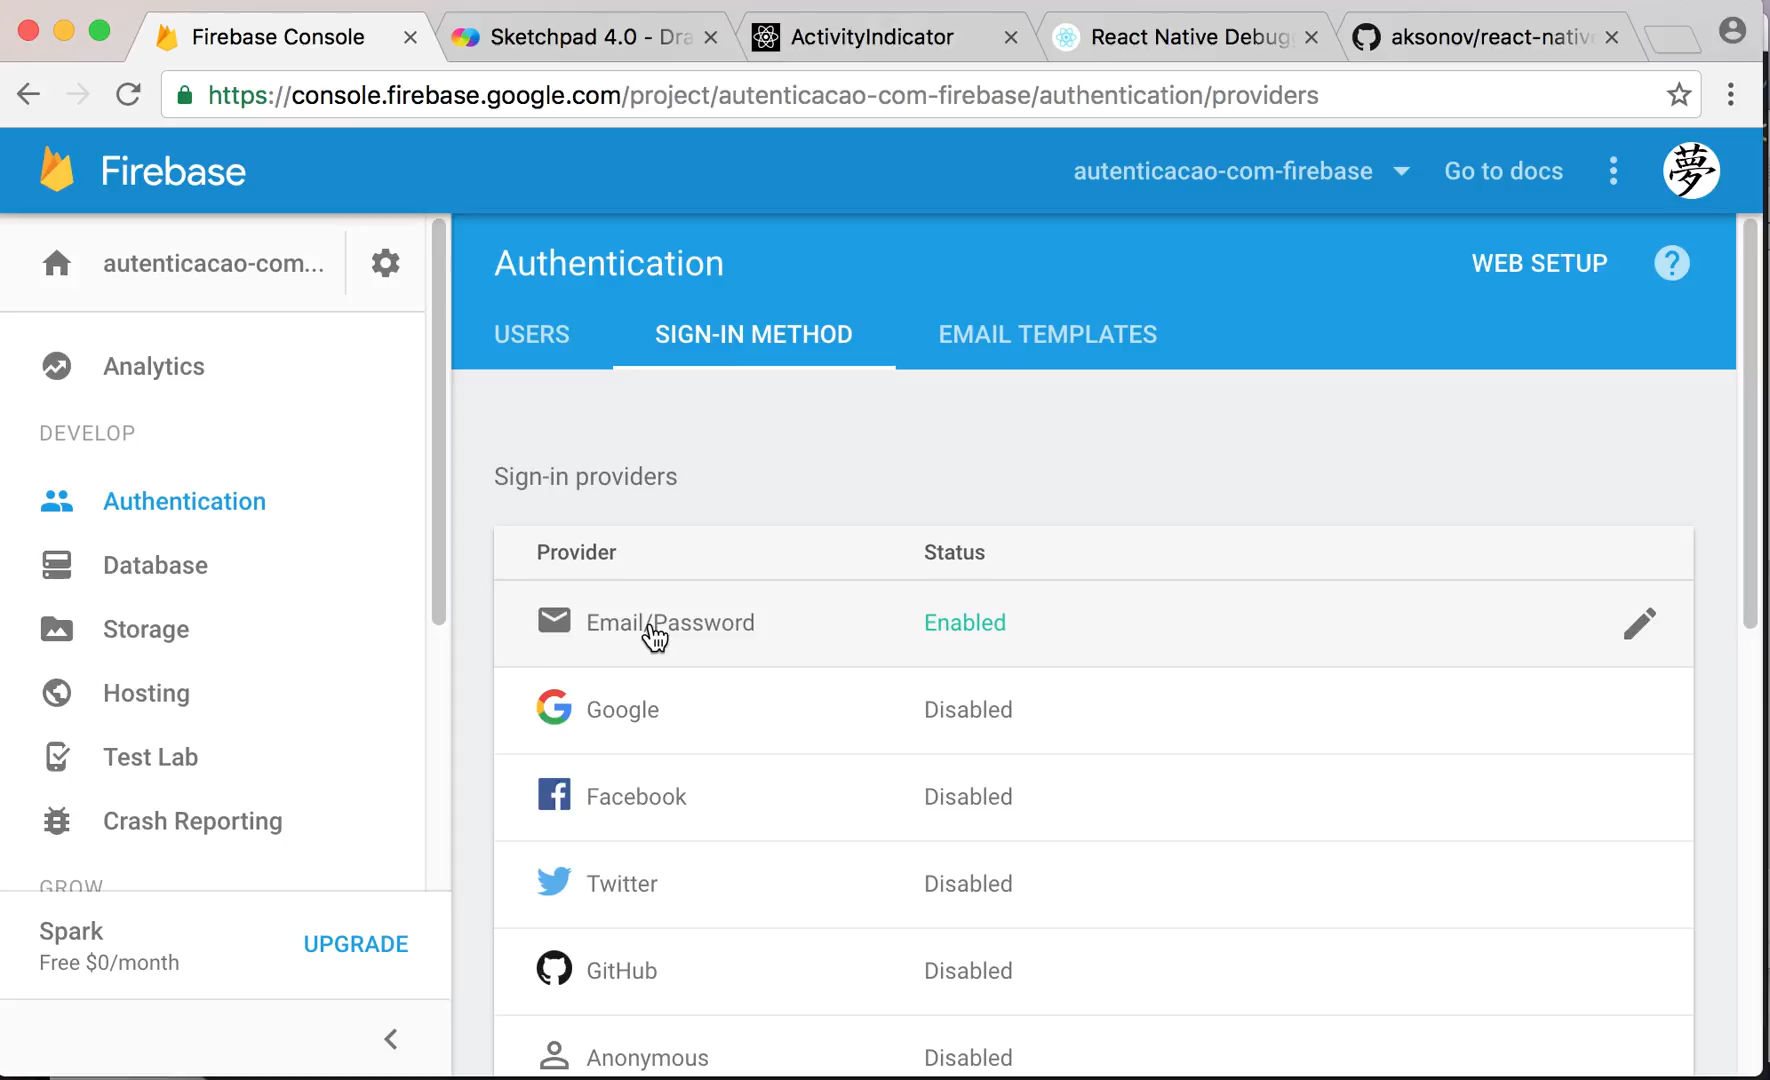 Firebase Console
Sketchpad 4.0 - Dra
ActivityIndicator
React Native Debug
aksonov/react-nativ
https://console.firebase.google.com/project/autenticacao-com-firebase/authentication/providers
Firebase
autenticacao-com-firebase
Go to docs
夢
autenticacao-com...
Analytics
DEVELOP
Authentication
Database
Storage
Hosting
Test Lab
Crash Reporting
GROW
Spark
Free $0/month
UPGRADE
Authentication
WEB SETUP
?
USERS
SIGN-IN METHOD
EMAIL TEMPLATES
Sign-in providers
Provider
Status
Email/Password
Enabled
Google
Disabled
Facebook
Disabled
Twitter
Disabled
GitHub
Disabled
Anonymous
Disabled